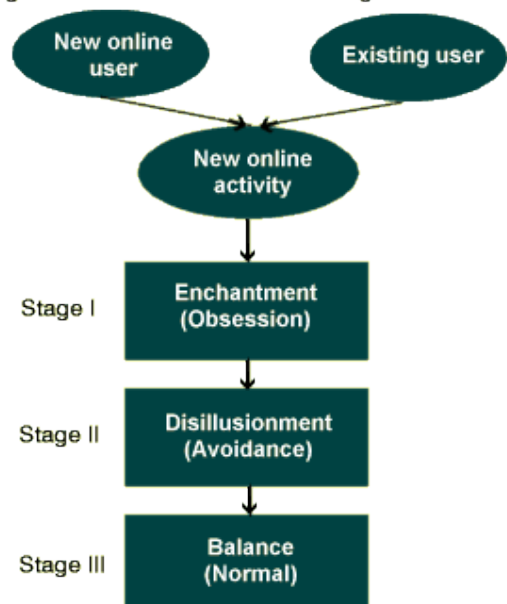 New online
user
Existing user
New online
activity
Stage I
Enchantment
(Obsession)
Stage II
Disillusionment
(Avoidance)
Stage III
Balance
(Normal)